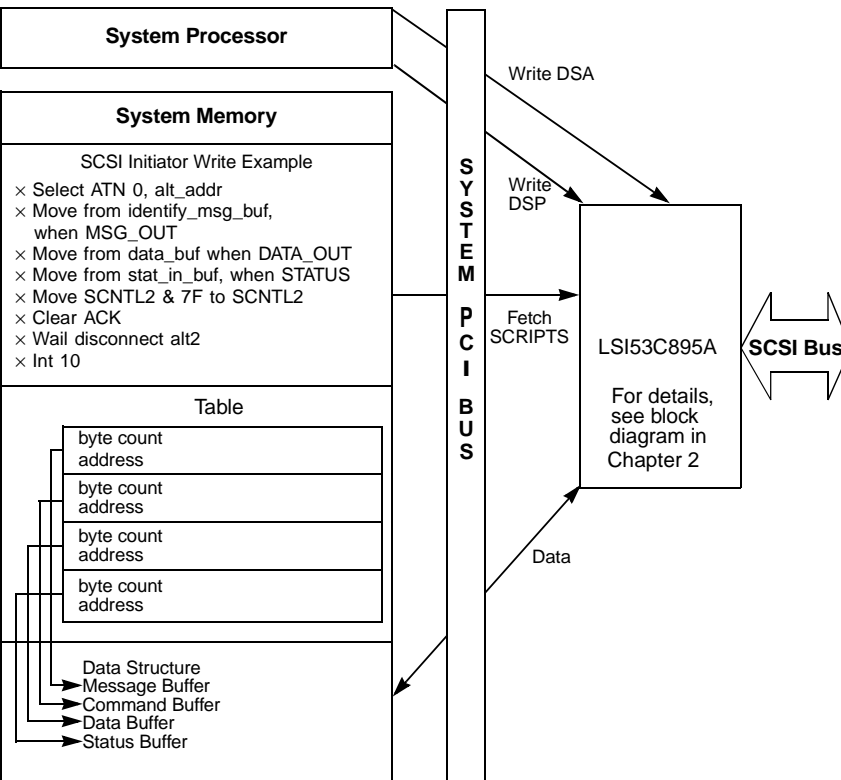 System Processor
System Memory
SCSI Initiator Write Example
× Select ATN 0, alt_addr
× Move from identify_msg_buf,
when MSG_OUT
× Move from data_buf when DATA_OUT
× Move from stat_in_buf, when STATUS
× Move SCNTL2 & 7F to SCNTL2
× Clear ACK
× Wail disconnect alt2
× Int 10
Table
byte count
address
byte count
address
byte count
address
byte count
address
Data Structure
Message Buffer
Command Buffer
Data Buffer
Status Buffer
SYSTEM PCI BUS
Write DSA
Write
DSP
Fetch
SCRIPTS
Data
LSI53C895A
For details,
see block
diagram in
Chapter 2
SCSI Bus